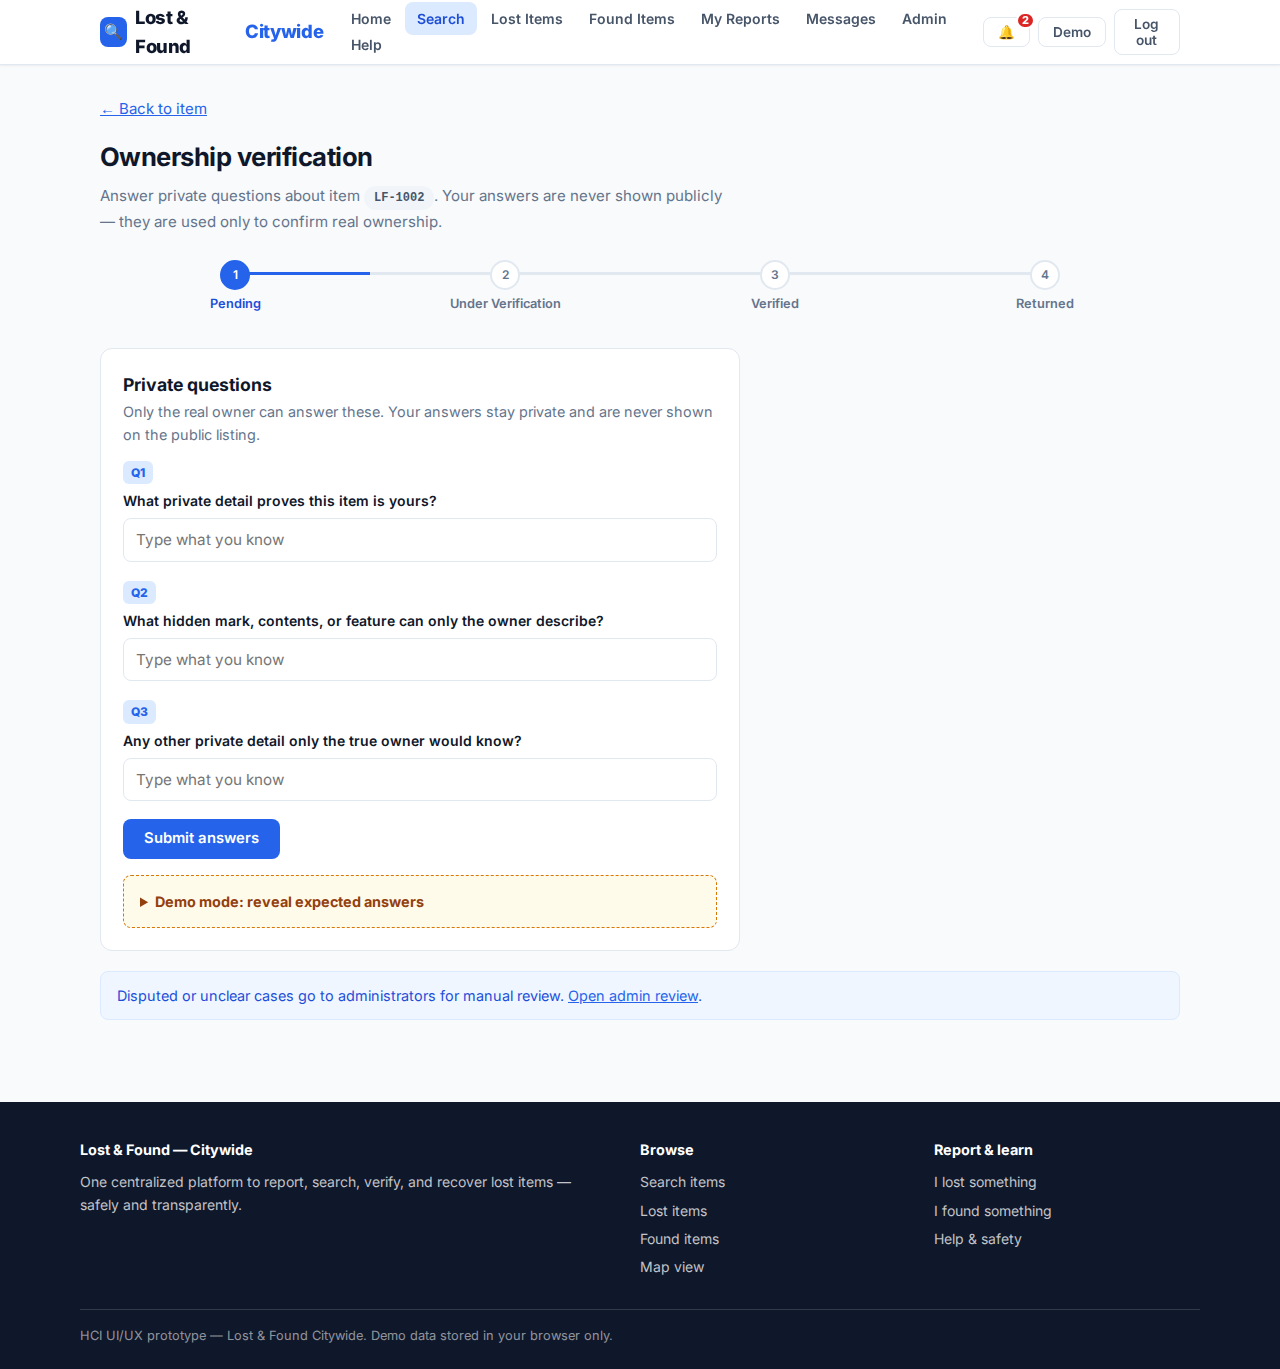 Lost &
Found
Citywide
Home Search Lost Items Found Items My Reports Messages Admin
Help
2
Demo
Log
out
← Back to item
Ownership verification
Answer private questions about item LF-1002 . Your answers are never shown publicly
— they are used only to confirm real ownership.
1 2 3 4
Pending Under Verification Verified Returned
Private questions
Only the real owner can answer these. Your answers stay private and are never shown
on the public listing.
Q1
What private detail proves this item is yours?
Type what you know
Q2
What hidden mark, contents, or feature can only the owner describe?
Type what you know
Q3
Any other private detail only the true owner would know?
Type what you know
Submit answers
Demo mode: reveal expected answers
Disputed or unclear cases go to administrators for manual review. Open admin review.
Lost & Found — Citywide
One centralized platform to report, search, verify, and recover lost items —
safely and transparently.
Browse
Search items
Lost items
Found items
Map view
Report & learn
I lost something
I found something
Help & safety
HCI UI/UX prototype — Lost & Found Citywide. Demo data stored in your browser only.